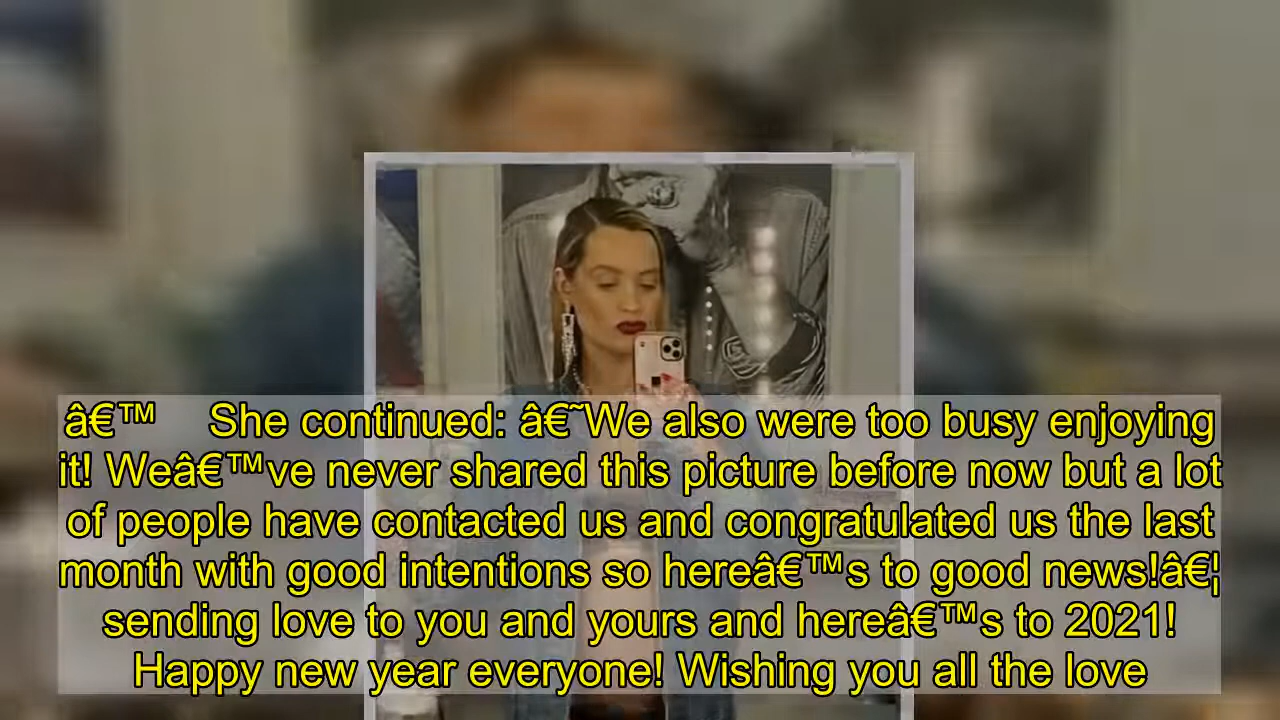 â€™ She continued: â€˜We also were too busy enjoying
it! Weâ€™ve never shared this picture before now but a lot
of people have contacted us and congratulated us the last
month with good intentions so hereâ€™s to good news!â€¦
sending love to you and yours and hereâ€™s to 2021!
Happy new year everyone! Wishing you all the love